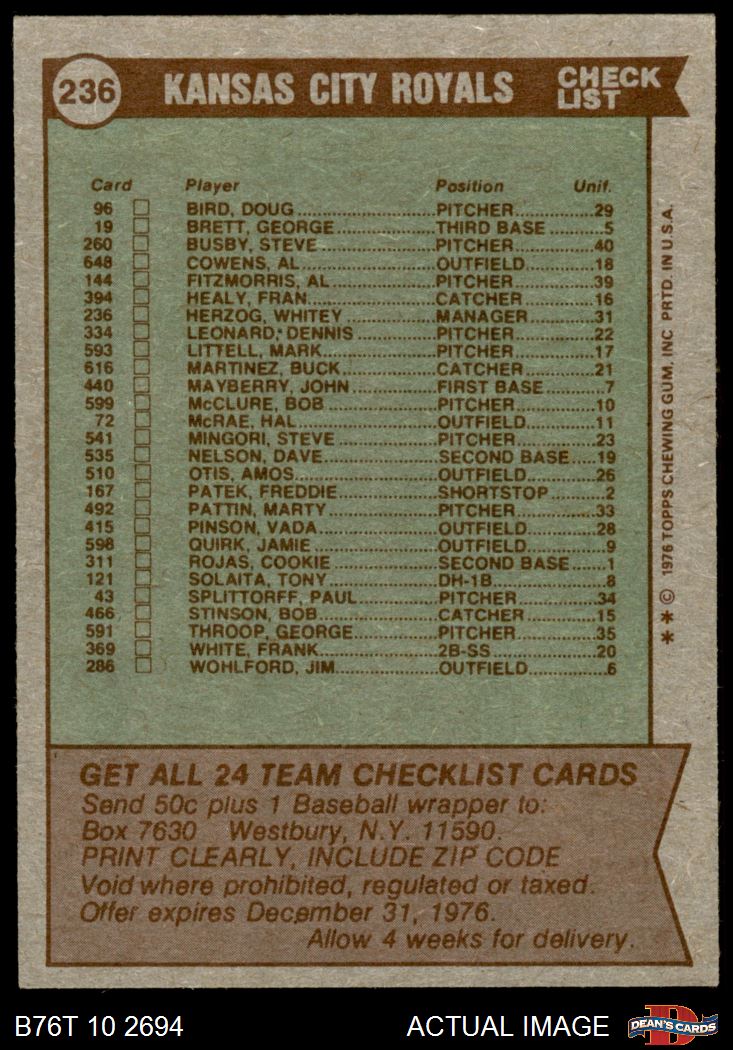 236 KANSAS CITY ROYALS CHECK LIST
Card Player Position Unif.
96 BIRD, DOUG PITCHER 29
19 BRETT, GEORGE THIRD BASE 5
260 BUSBY, STEVE PITCHER 40
648 COWENS, AL OUTFIELD 18
144 FITZMORRIS, AL PITCHER 39
394 HEALY, FRAN CATCHER 16
236 HERZOG, WHITEY MANAGER 31
334 LEONARD, DENNIS PITCHER 22
593 LITTELL, MARK PITCHER 17
616 MARTINEZ, BUCK CATCHER 21
440 MAYBERRY, JOHN FIRST BASE 7
599 McCLURE, BOB PITCHER 10
72 McRAE, HAL OUTFIELD 11
541 MINGORI, STEVE PITCHER 23
535 NELSON, DAVE SECOND BASE 19
510 OTIS, AMOS OUTFIELD 26
167 PATEK, FREDDIE SHORTSTOP 2
492 PATTIN, MARTY PITCHER 33
415 PINSON, VADA OUTFIELD 28
598 QUIRK, JAMIE OUTFIELD 9
311 ROJAS, COOKIE SECOND BASE 1
121 SOLAITA, TONY DH-1B 8
43 SPLITTORFF, PAUL PITCHER 34
466 STINSON, BOB CATCHER 15
591 THROOP, GEORGE PITCHER 35
369 WHITE, FRANK 2B-SS 20
286 WOHLFORD, JIM OUTFIELD 6
** © 1976 TOPPS CHEWING GUM, INC PRTD. IN U.S.A.
GET ALL 24 TEAM CHECKLIST CARDS
Send 50c plus 1 Baseball wrapper to:
Box 7630 Westbury, N.Y. 11590.
PRINT CLEARLY, INCLUDE ZIP CODE
Void where prohibited, regulated or taxed.
Offer expires December 31, 1976.
Allow 4 weeks for delivery.
B76T 10 2694 ACTUAL IMAGE D DEAN'S CARDS